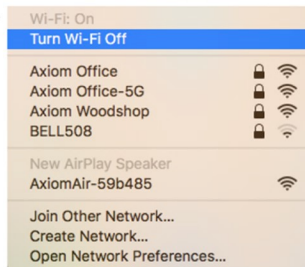 Wi-Fi: On
Turn Wi-Fi Off
Axiom Office
Axiom Office-5G
Axiom Woodshop
BELL508
New AirPlay Speaker
AxiomAir-59b485
Join Other Network...
Create Network...
Open Network Preferences...